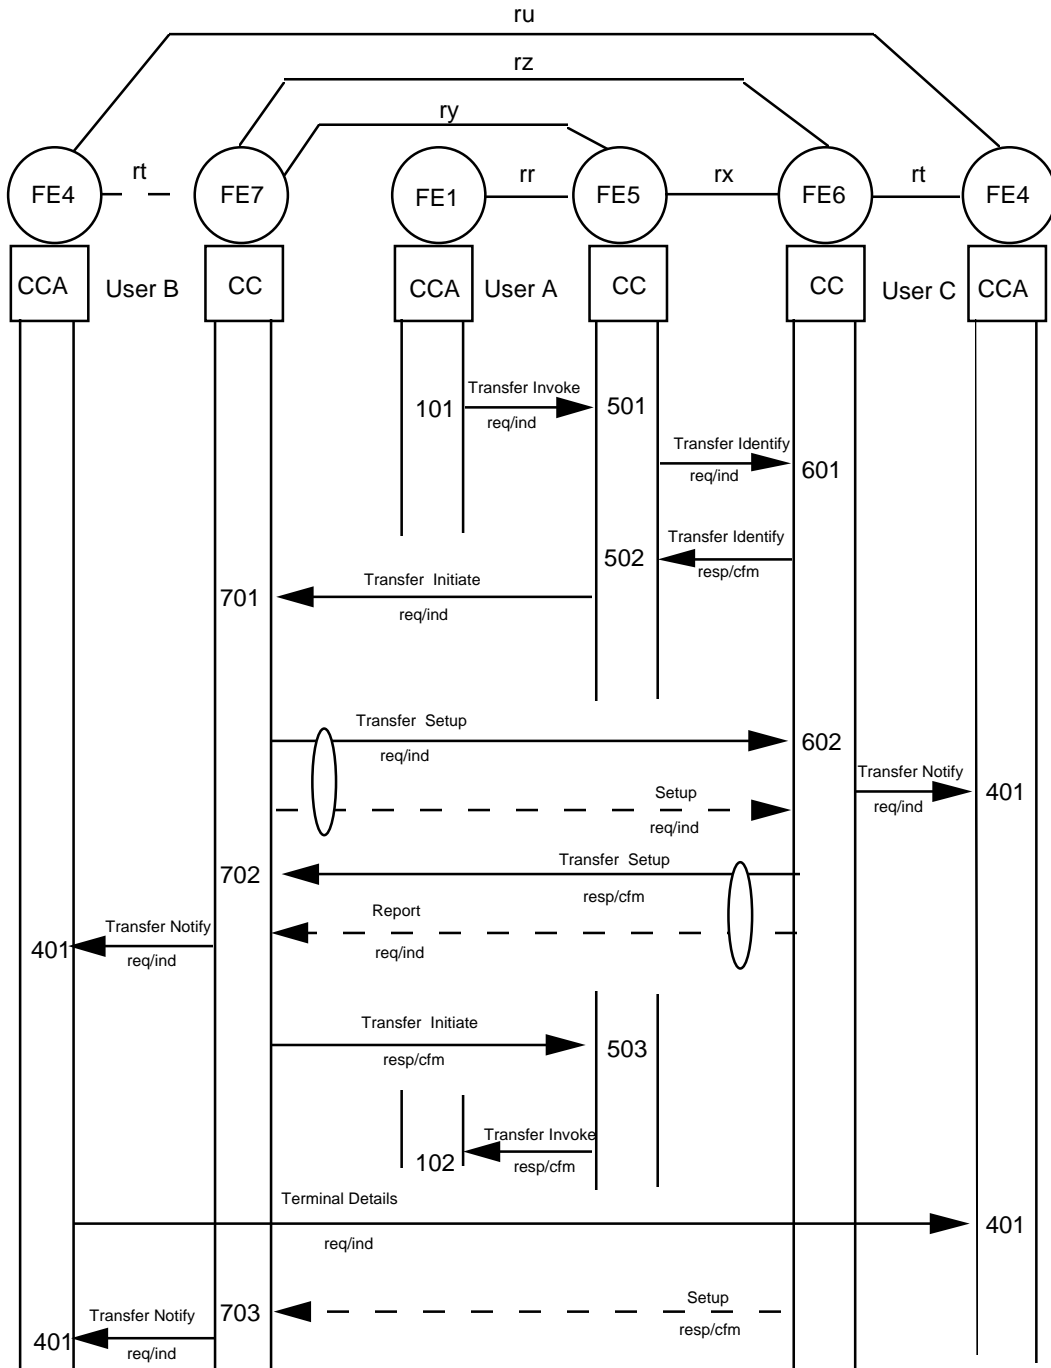 ru
rz
ry
rt
rr
rx
rt
FE4
FE7
FE1
FE5
FE6
FE4
CCA
User B
CC
CCA
User A
CC
CC
User C
CCA
Transfer Invoke
101
501
req/ind
Transfer Identify
req/ind
601
Transfer Identify
502
resp/cfm
Transfer Initiate
701
req/ind
Transfer Setup
602
req/ind
Transfer Notify
401
req/ind
Setup
req/ind
Transfer Setup
702
resp/cfm
Report
req/ind
Transfer Notify
401
req/ind
Transfer Initiate
503
resp/cfm
Transfer Invoke
102
resp/cfm
Terminal Details
401
req/ind
Setup
703
resp/cfm
Transfer Notify
401
req/ind